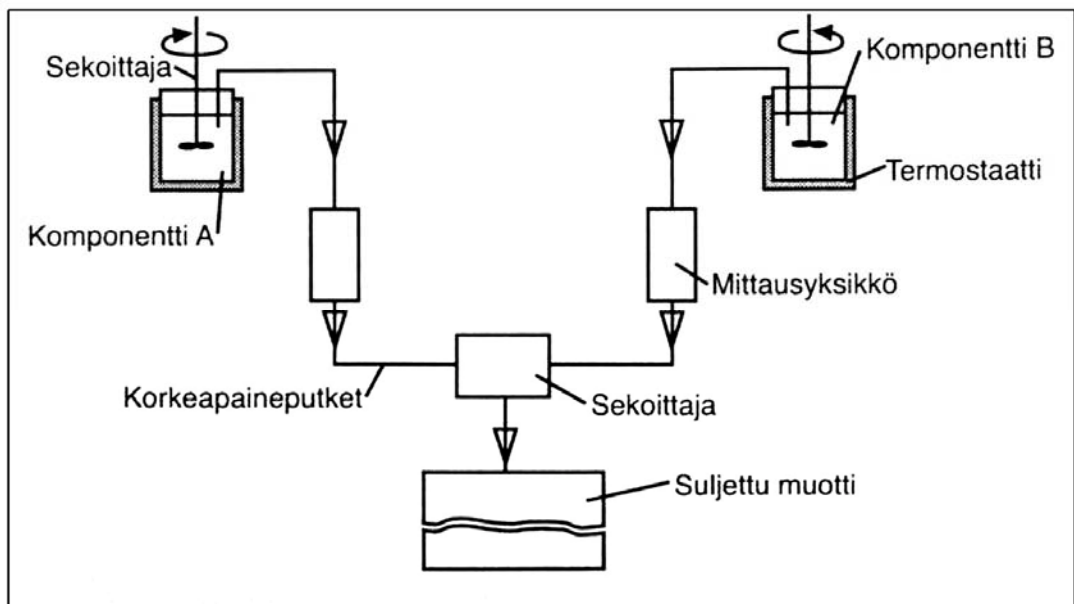 Sekoittaja
Komponentti B
Termostaatti
Komponentti A
Mittausyksikkö
Korkeapaineputket
Sekoittaja
Suljettu muotti